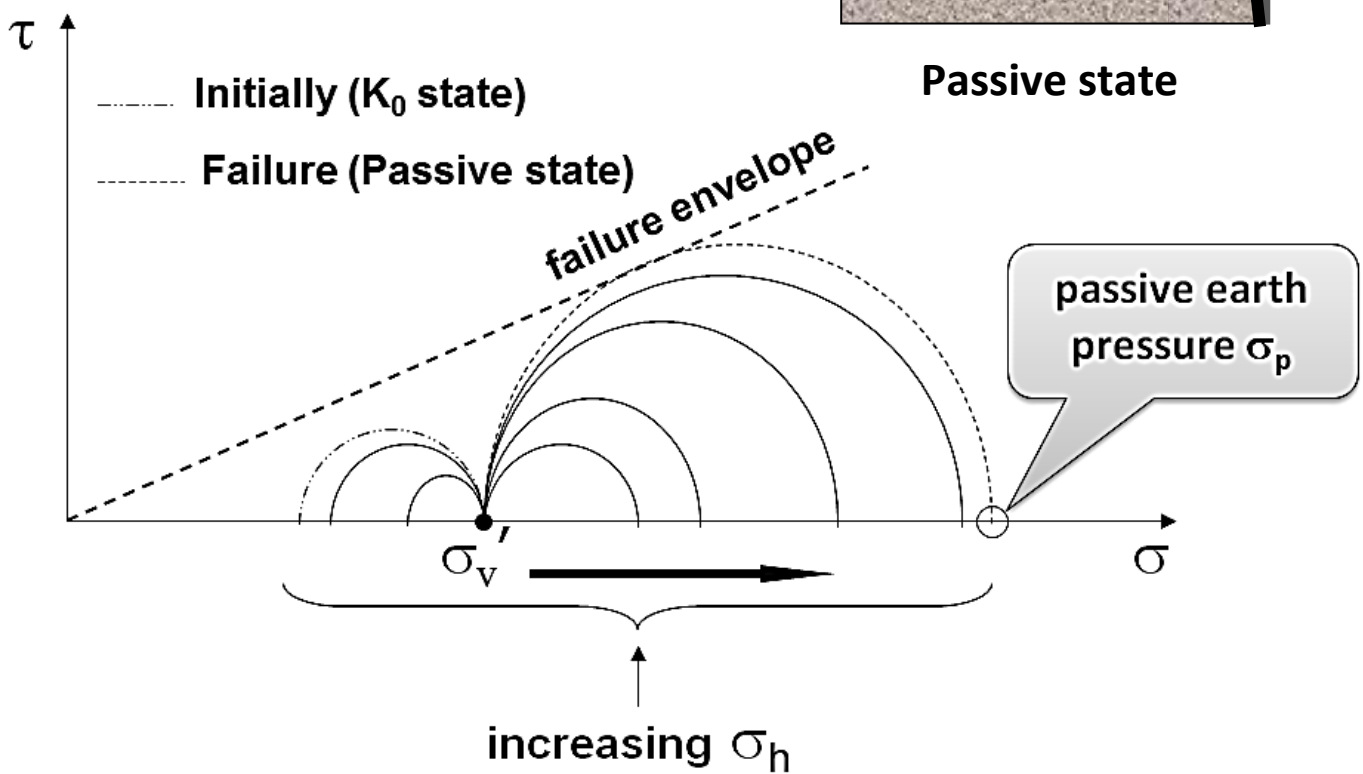 τ
Passive state
Initially (K₀ state)
Failure (Passive state)
failure envelope
passive earth
pressure σₚ
σᵥ′
σ
increasing σₕ